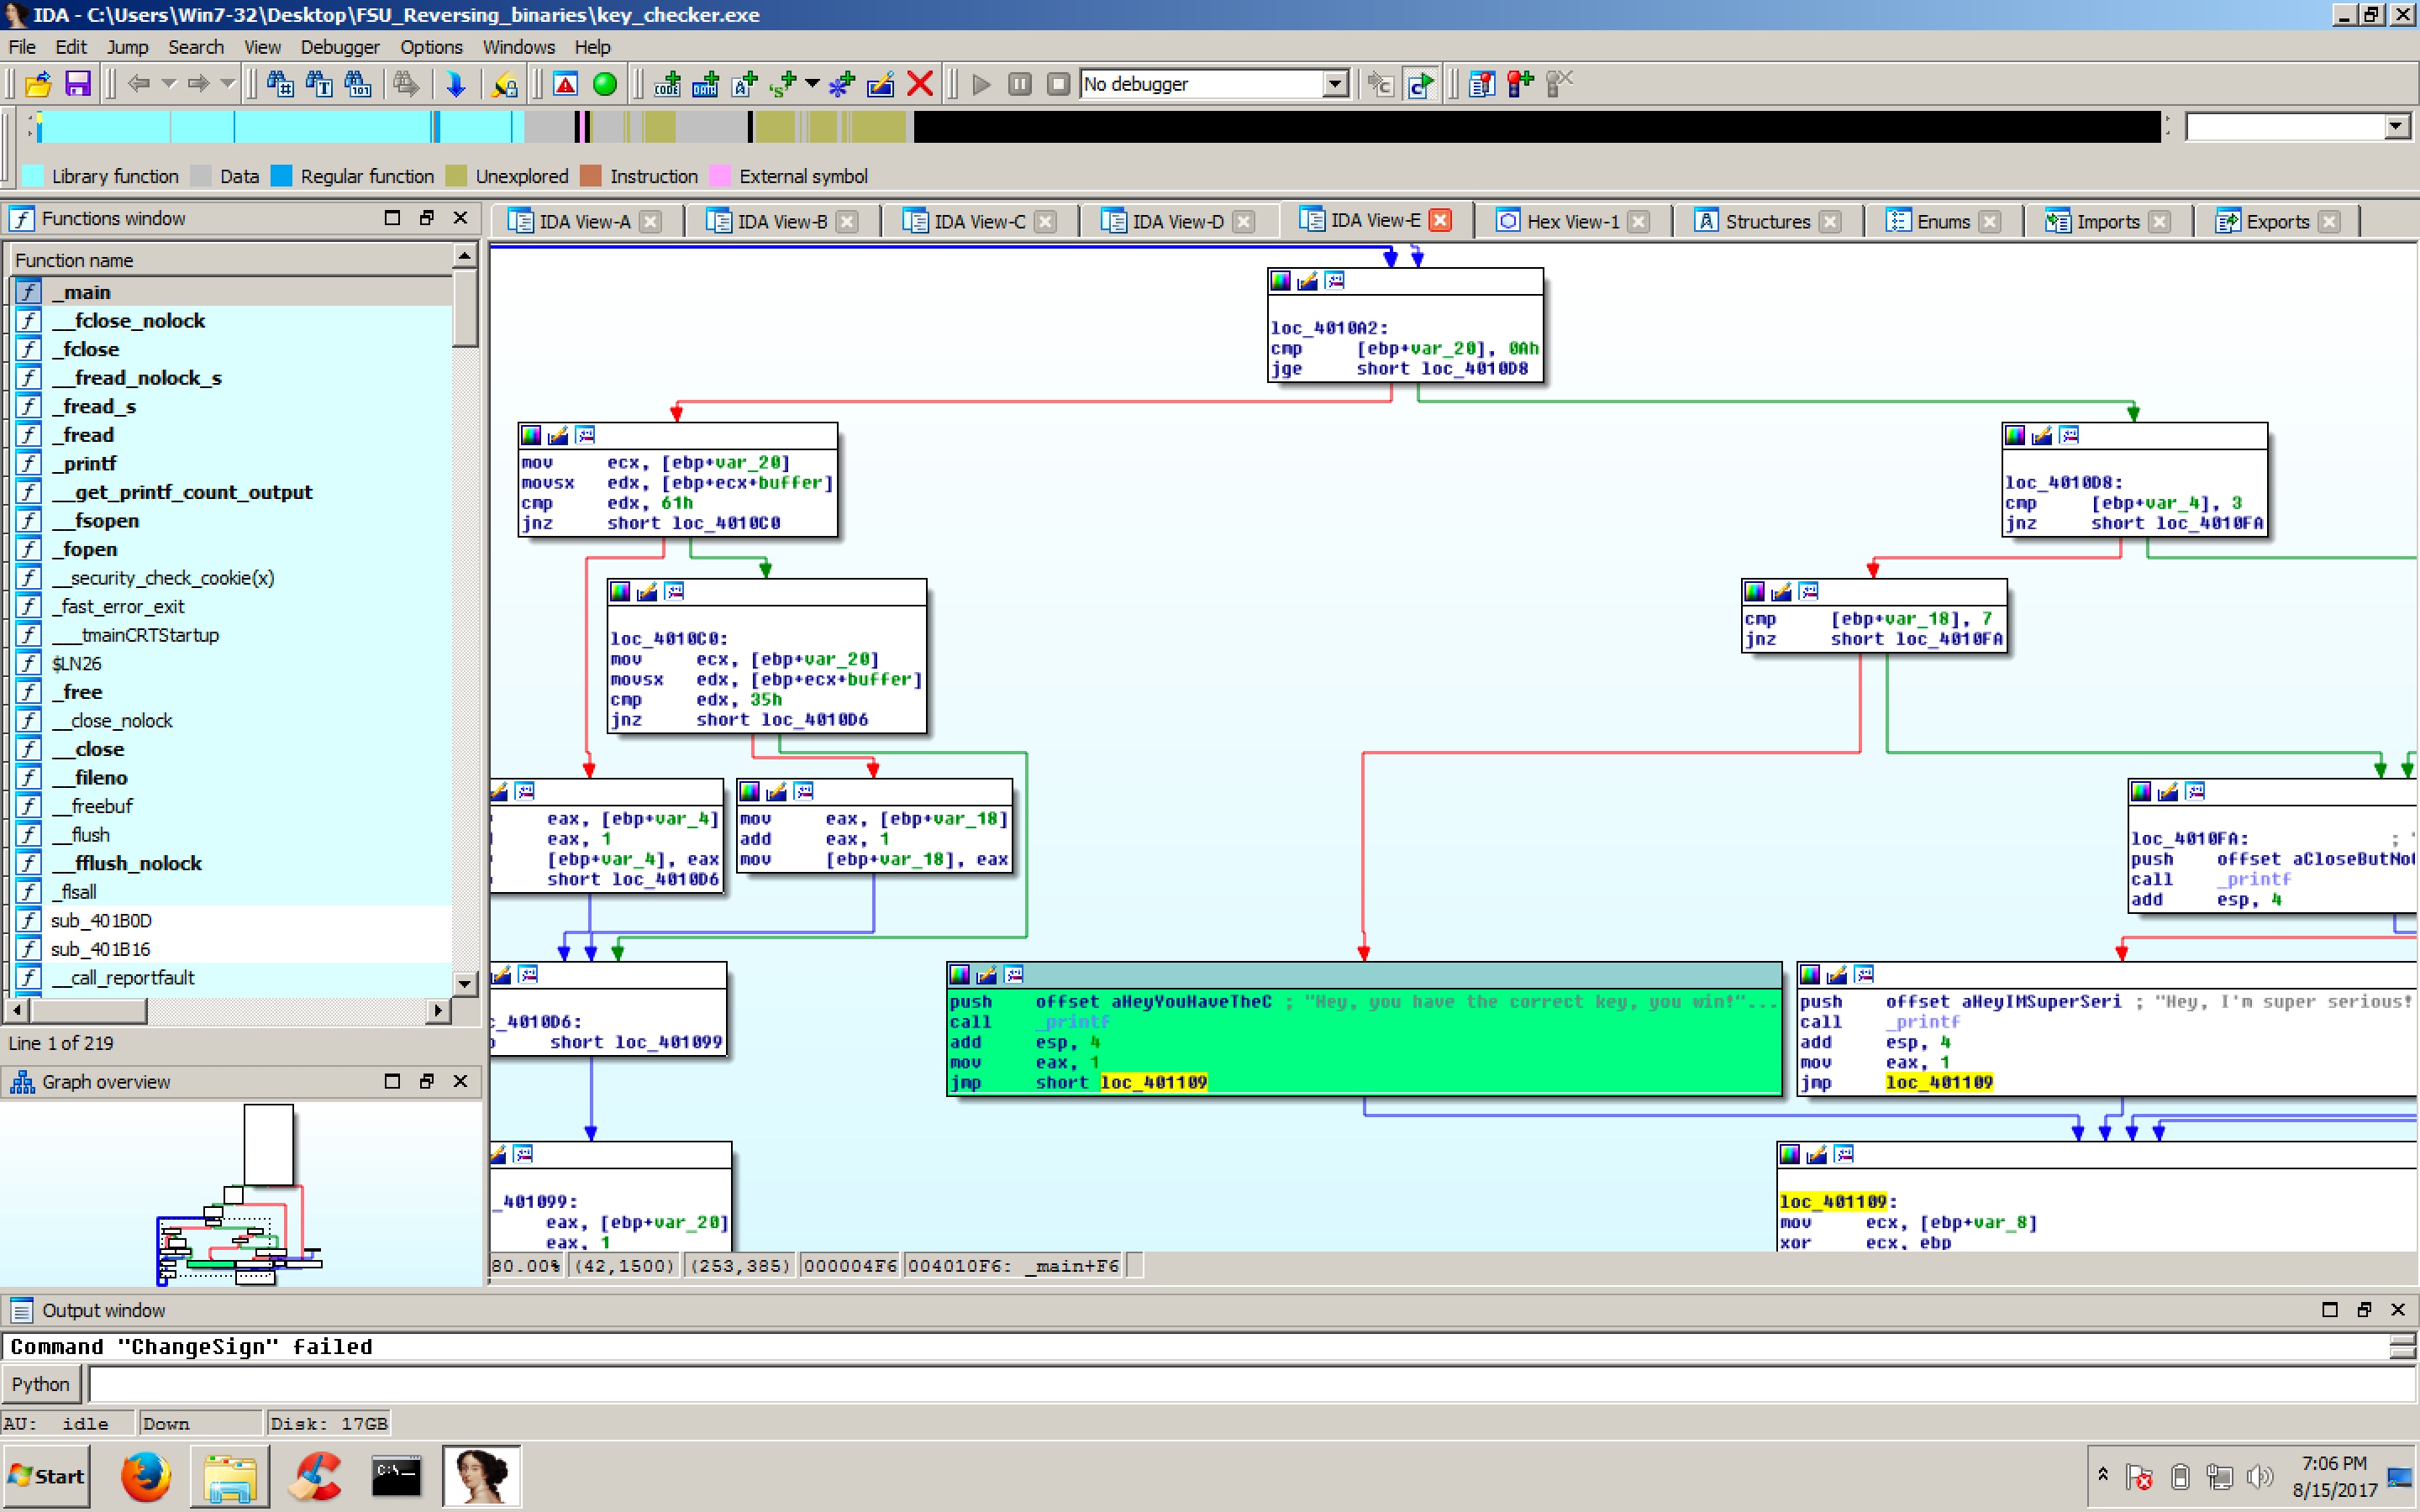 IDA - C:\Users\Win7-32\Desktop\FSU_Reversing_binaries\key_checker.exe
File Edit Jump Search View Debugger Options Windows Help
No debugger
Library function Data Regular function Unexplored Instruction External symbol
Functions window
IDA View-A IDA View-B IDA View-C IDA View-D IDA View-E Hex View-1 Structures Enums Imports Exports
Function name
_main
__fclose_nolock
_fclose
__fread_nolock_s
_fread_s
_fread
_printf
__get_printf_count_output
__fsopen
_fopen
__security_check_cookie(x)
_fast_error_exit
___tmainCRTStartup
$LN26
_free
__close_nolock
__close
__fileno
__freebuf
__flush
__fflush_nolock
_flsall
sub_401B0D
sub_401B16
__call_reportfault
Line 1 of 219
Graph overview
loc_4010A2:
cmp [ebp+var_20], 0Ah
jge short loc_4010D8
mov ecx, [ebp+var_20]
movsx edx, [ebp+ecx+buffer]
cmp edx, 61h
jnz short loc_4010C0
loc_4010D8:
cmp [ebp+var_4], 3
jnz short loc_4010FA
loc_4010C0:
mov ecx, [ebp+var_20]
movsx edx, [ebp+ecx+buffer]
cmp edx, 35h
jnz short loc_4010D6
cmp [ebp+var_18], 7
jnz short loc_4010FA
eax, [ebp+var_4]
eax, 1
[ebp+var_4], eax
short loc_4010D6
mov eax, [ebp+var_18]
add eax, 1
mov [ebp+var_18], eax
loc_4010FA: ; "
push offset aCloseButNot
call _printf
add esp, 4
c_4010D6:
short loc_401099
push offset aHeyYouHaveTheC ; "Hey, you have the correct key, you win!"...
call _printf
add esp, 4
mov eax, 1
jmp short loc_401109
push offset aHeyIMSuperSeri ; "Hey, I'm super serious!
call _printf
add esp, 4
mov eax, 1
jmp loc_401109
_401099:
eax, [ebp+var_20]
eax, 1
loc_401109:
mov ecx, [ebp+var_8]
xor ecx, ebp
80.00% (42,1500) (253,385) 000004F6 004010F6: _main+F6
Output window
Command "ChangeSign" failed
Python
AU: idle Down Disk: 17GB
Start
C:\_
7:06 PM
8/15/2017